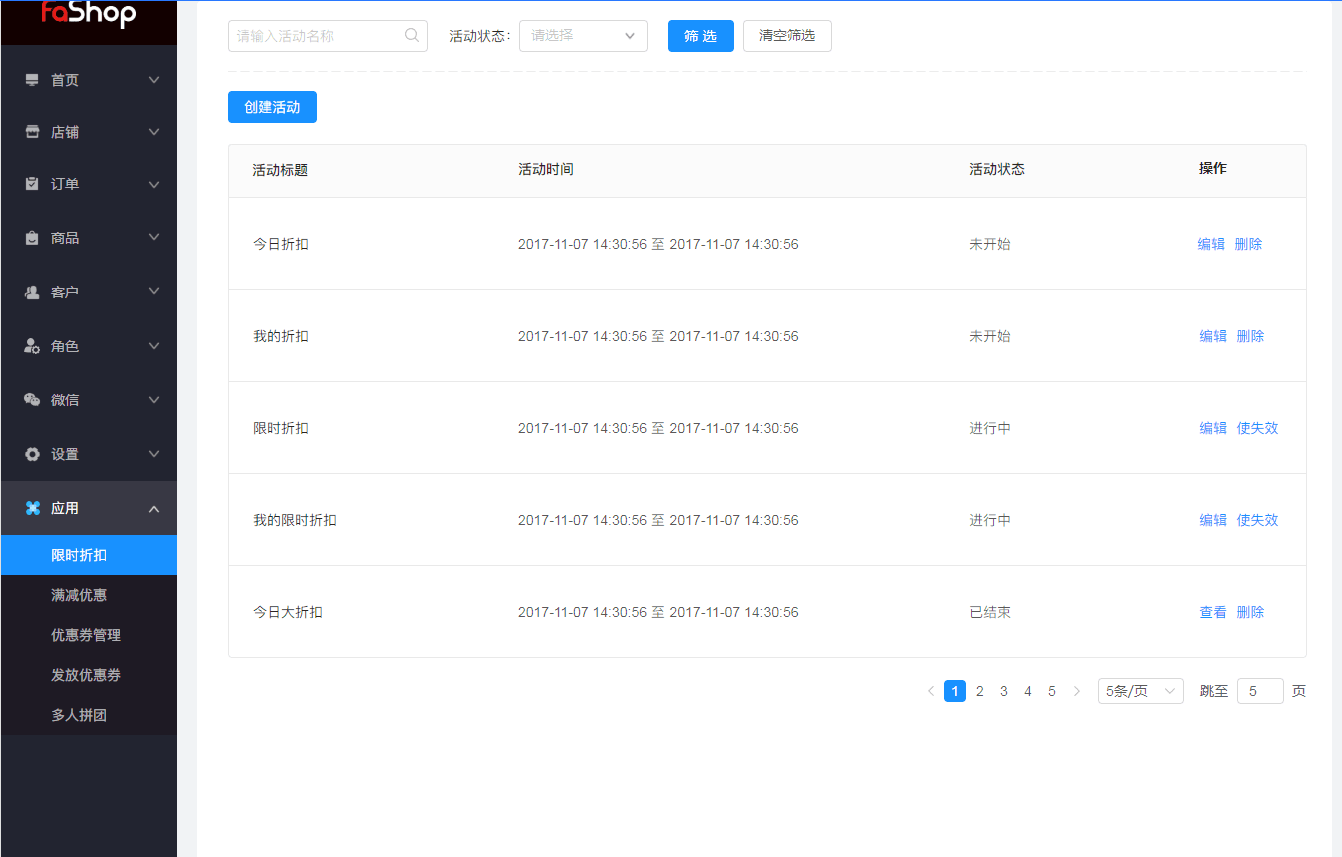 faShop
首页
店铺
订单
商品
客户
角色
微信
设置
应用
限时折扣
满减优惠
优惠券管理
发放优惠券
多人拼团
请输入活动名称 活动状态: 请选择 筛 选 清空筛选
创建活动
活动标题 活动时间 活动状态 操作
今日折扣 2017-11-07 14:30:56 至 2017-11-07 14:30:56 未开始 编辑 删除
我的折扣 2017-11-07 14:30:56 至 2017-11-07 14:30:56 未开始 编辑 删除
限时折扣 2017-11-07 14:30:56 至 2017-11-07 14:30:56 进行中 编辑 使失效
我的限时折扣 2017-11-07 14:30:56 至 2017-11-07 14:30:56 进行中 编辑 使失效
今日大折扣 2017-11-07 14:30:56 至 2017-11-07 14:30:56 已结束 查看 删除
1 2 3 4 5 5条/页 跳至 5 页